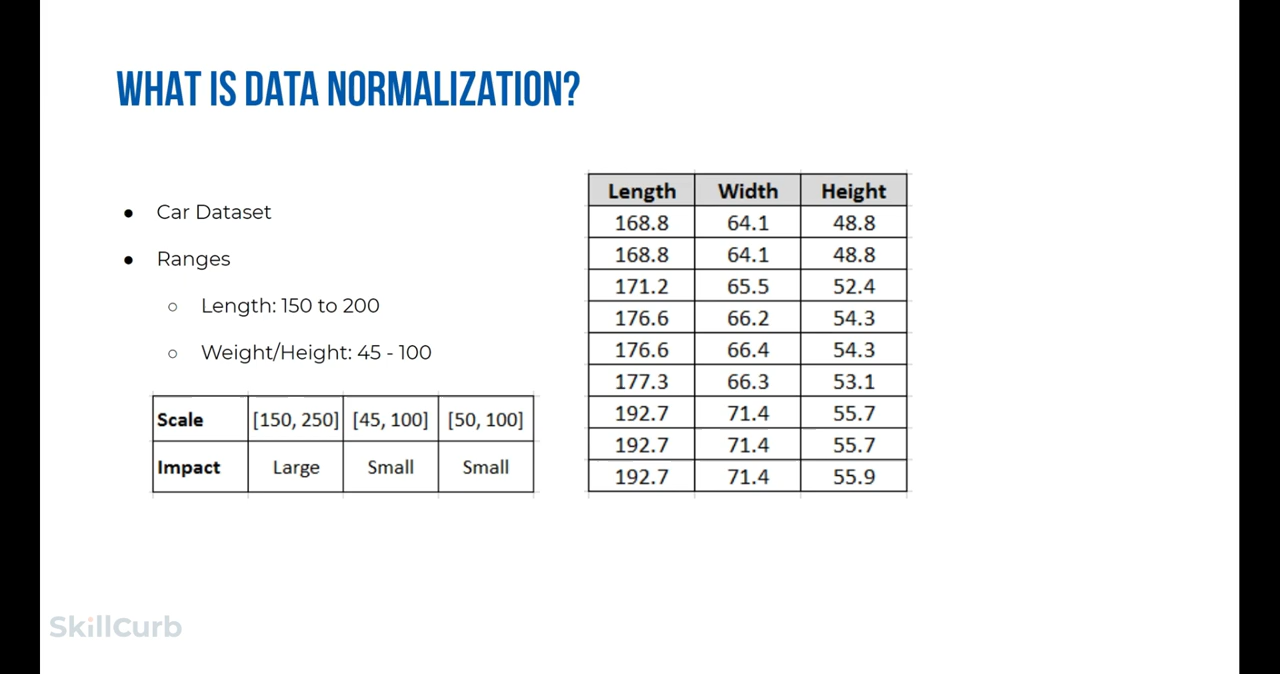 WHAT IS DATA NORMALIZATION?
● Car Dataset
● Ranges
○ Length: 150 to 200
○ Weight/Height: 45 - 100
Scale [150, 250] [45, 100] [50, 100]
Impact Large Small Small
Length Width Height
168.8 64.1 48.8
168.8 64.1 48.8
171.2 65.5 52.4
176.6 66.2 54.3
176.6 66.4 54.3
177.3 66.3 53.1
192.7 71.4 55.7
192.7 71.4 55.7
192.7 71.4 55.9
SkillCurb